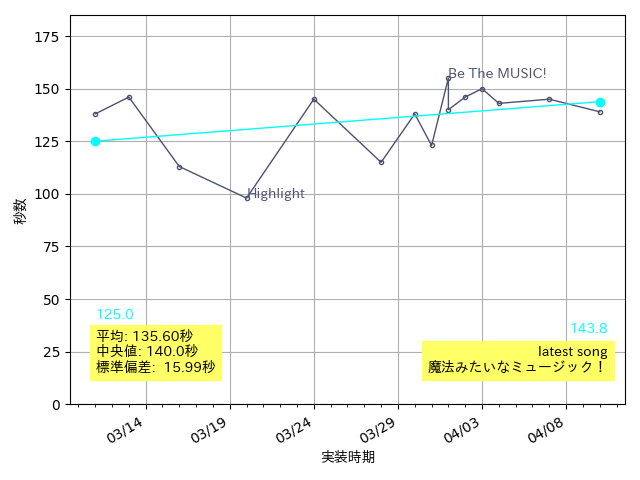 175
150
125
100
75
50
25
0
秒数
Be The MUSIC!
Highlight
125.0
平均: 135.60秒
中央値: 140.0秒
標準偏差: 15.99秒
143.8
latest song
魔法みたいなミュージック！
03/14
03/19
03/24
03/29
04/03
04/08
実装時期